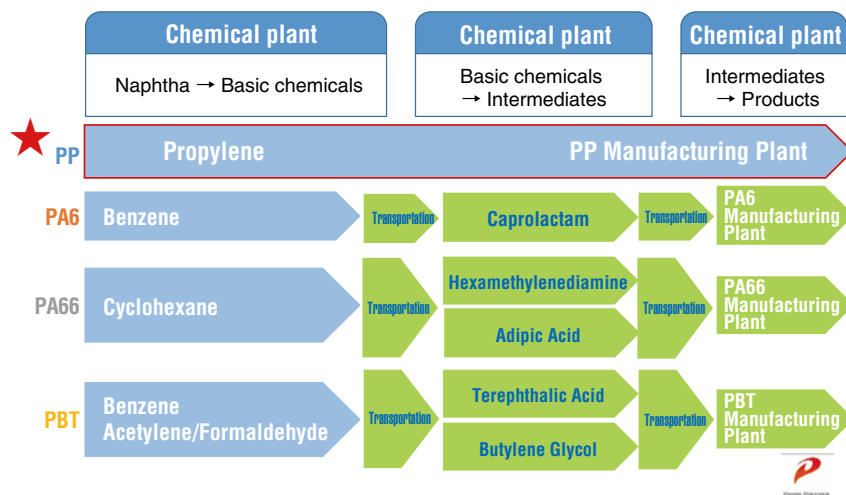 Chemical plant
Chemical plant
Chemical plant
Naphtha → Basic chemicals
Basic chemicals
→ Intermediates
Intermediates
→ Products
PP
Propylene
PP Manufacturing Plant
PA6
Benzene
Transportation
Caprolactam
Transportation
PA6
Manufacturing
Plant
PA66
Cyclohexane
Transportation
Hexamethylenediamine
Adipic Acid
Transportation
PA66
Manufacturing
Plant
PBT
Benzene
Acetylene/Formaldehyde
Transportation
Terephthalic Acid
Butylene Glycol
Transportation
PBT
Manufacturing
Plant